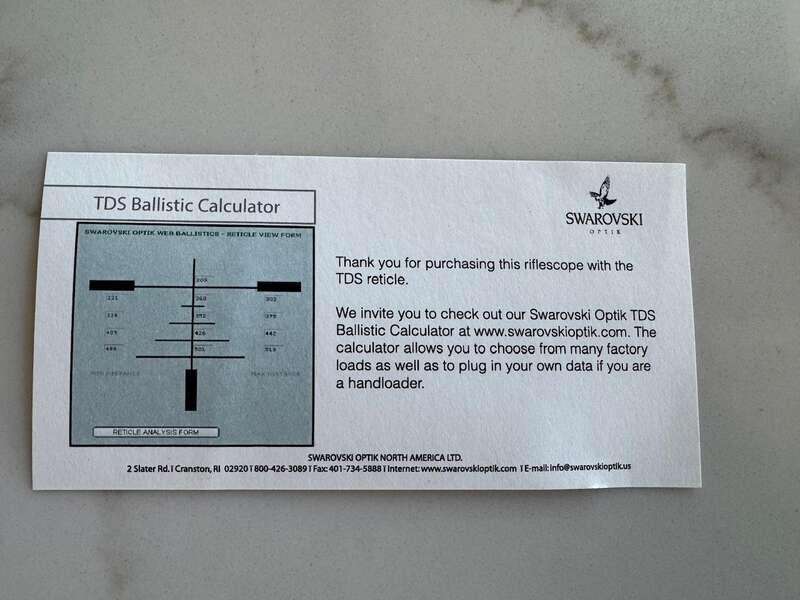 TDS Ballistic Calculator
SWAROVSKI OPTIK WEB BALLISTICS - RETICLE VIEW FORM
200
RETICLE ANALYSIS FORM
SWAROVSKI
OPTIK
Thank you for purchasing this riflescope with the
TDS reticle.
We invite you to check out our Swarovski Optik TDS
Ballistic Calculator at www.swarovskioptik.com. The
calculator allows you to choose from many factory
loads as well as to plug in your own data if you are
a handloader.
SWAROVSKI OPTIK NORTH AMERICA LTD.
2 Slater Rd. I Cranston, RI 02920 I 800-426-3089 I Fax: 401-734-5888 I Internet: www.swarovskioptik.com I E-mail: info@swarovskioptik.us